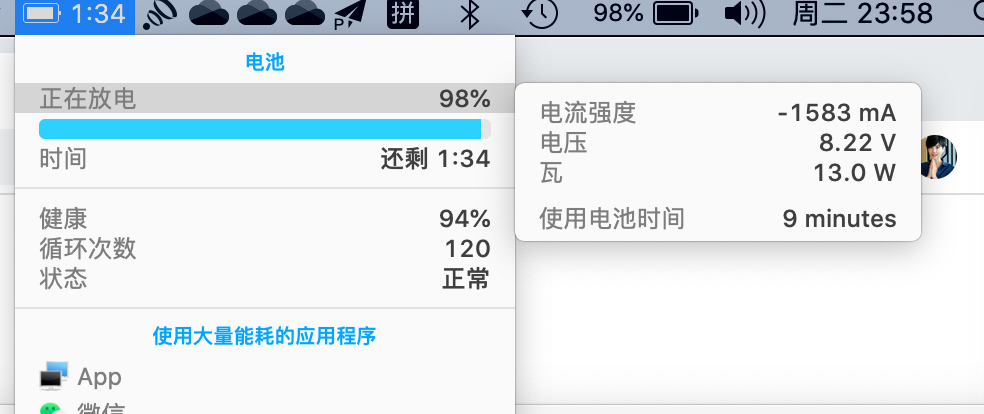 1:34 拼 98% 周二 23:58
电池
正在放电 98%
时间 还剩 1:34
健康 94%
循环次数 120
状态 正常
使用大量能耗的应用程序
App
微信
电流强度 -1583 mA
电压 8.22 V
瓦 13.0 W
使用电池时间 9 minutes